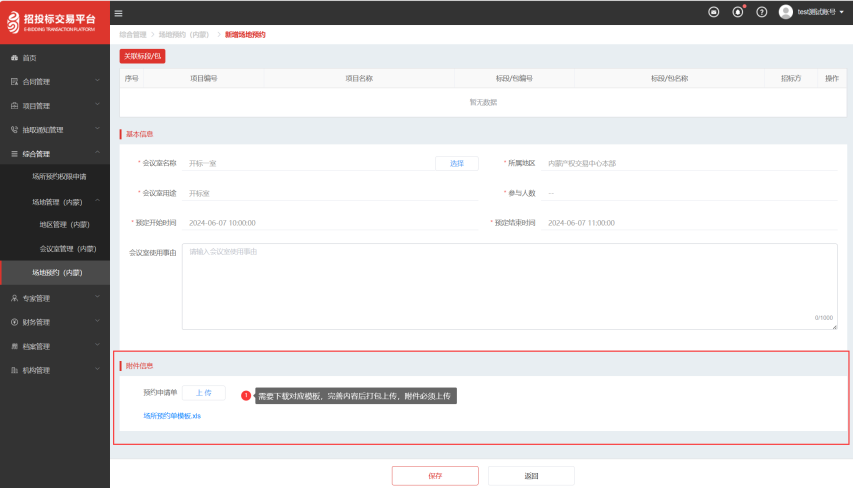 招投标交易平台
E-BIDDING TRANSACTION PLATFORM
test测试账号
首页
合同管理
项目管理
抽取通知管理
综合管理
场所预约权限申请
场地管理（内蒙）
地区管理（内蒙）
会议室管理（内蒙）
场地预约（内蒙）
专家管理
财务管理
档案管理
机构管理
综合管理 > 场地预约（内蒙） > 新增场地预约
关联标段/包
序号 项目编号 项目名称 标段/包编号 标段/包名称 招标方 操作
暂无数据
基本信息
* 会议室名称 开标一室 选择 * 所属地区 内蒙产权交易中心本部
* 会议室用途 开标室 * 参与人数 --
* 预定开始时间 2024-06-07 10:00:00 * 预定结束时间 2024-06-07 11:00:00
会议室使用事由 请输入会议室使用事由
0/1000
附件信息
预约申请单 上传 1 需要下载对应模板，完善内容后打包上传，附件必须上传
场所预约单模板.xls
保存 返回